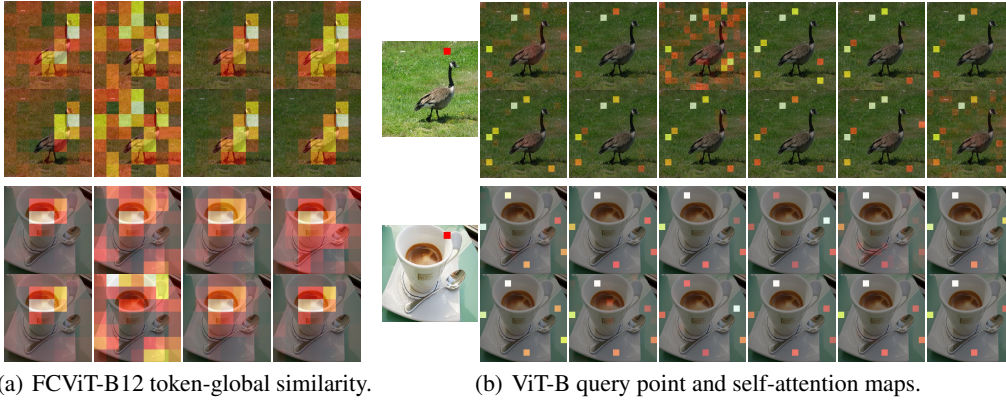 (a) FCViT-B12 token-global similarity.
(b) ViT-B query point and self-attention maps.